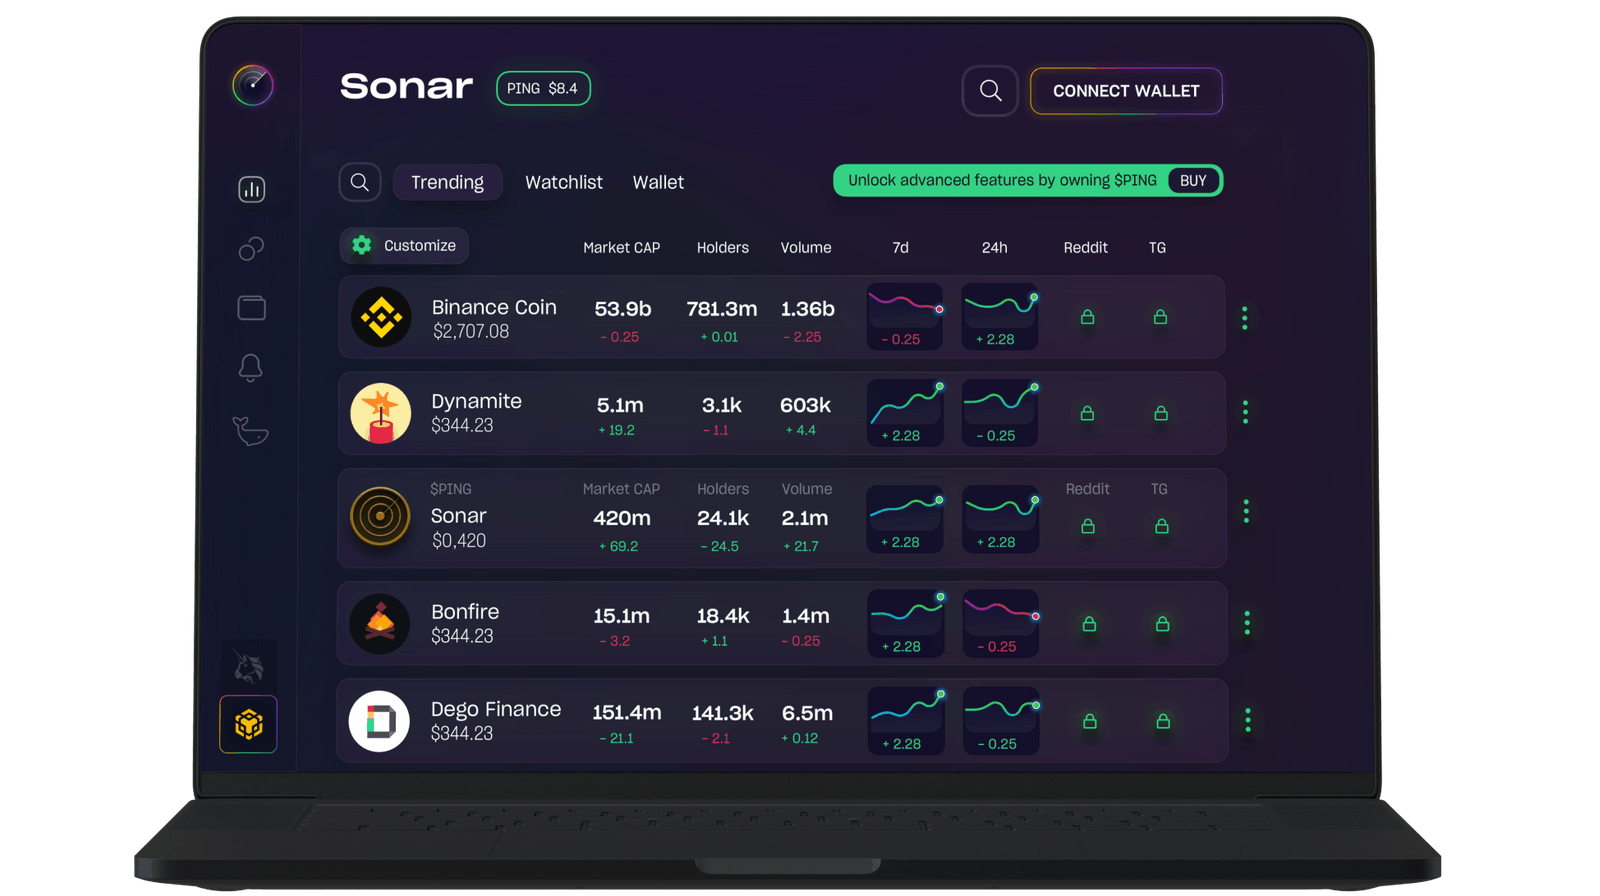 Sonar
PING $8.4
CONNECT WALLET
Trending
Watchlist
Wallet
Unlock advanced features by owning $PING
BUY
Customize
Market CAP
Holders
Volume
7d
24h
Reddit
TG
Binance Coin
$2,707.08
53.9b
- 0.25
781.3m
+ 0.01
1.36b
- 2.25
- 0.25
+ 2.28
Dynamite
$344.23
5.1m
+ 19.2
3.1k
- 1.1
603k
+ 4.4
+ 2.28
- 0.25
$PING
Sonar
$0,420
Market CAP
420m
+ 69.2
Holders
24.1k
- 24.5
Volume
2.1m
+ 21.7
+ 2.28
+ 2.28
Reddit
TG
Bonfire
$344.23
15.1m
- 3.2
18.4k
+ 1.1
1.4m
- 0.25
+ 2.28
- 0.25
Dego Finance
$344.23
151.4m
- 21.1
141.3k
- 2.1
6.5m
+ 0.12
+ 2.28
- 0.25